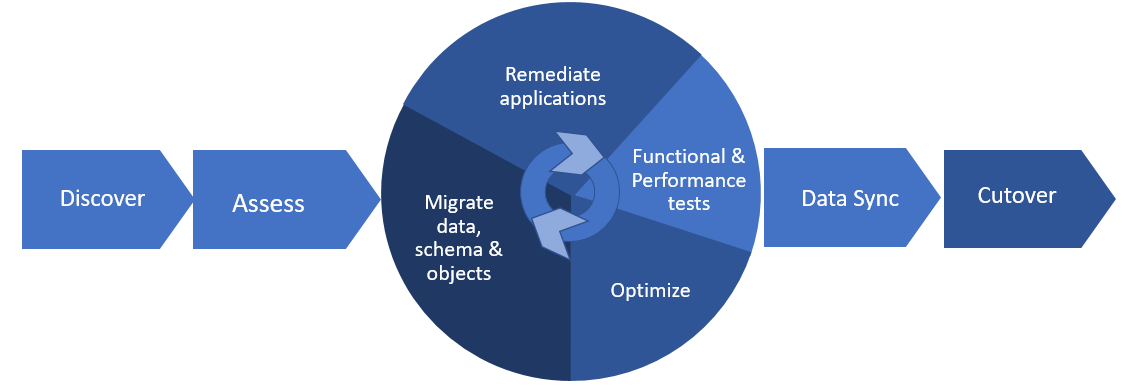 Discover
Assess
Migrate
data,
schema &
objects
Remediate
applications
Functional &
Performance
tests
Optimize
Data Sync
Cutover